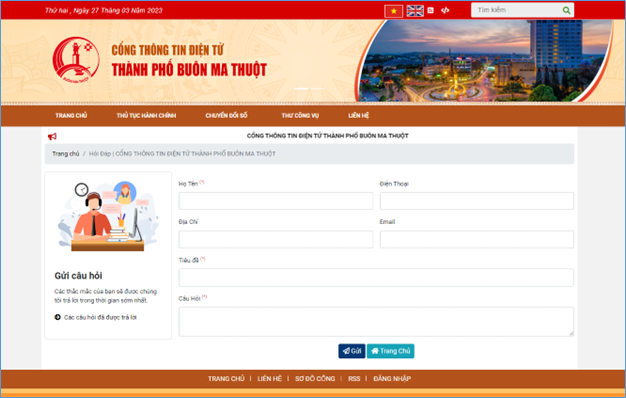 Thứ hai , Ngày 27 Tháng 03 Năm 2023
Tìm kiếm
CỔNG THÔNG TIN ĐIỆN TỬ
THÀNH PHỐ BUÔN MA THUỘT
BUÔN MA THUỘT
TRANG CHỦ THỦ TỤC HÀNH CHÍNH CHUYỂN ĐỔI SỐ THƯ CÔNG VỤ LIÊN HỆ
CỔNG THÔNG TIN ĐIỆN TỬ THÀNH PHỐ BUÔN MA THUỘT
Trang chủ / Hỏi Đáp | CỔNG THÔNG TIN ĐIỆN TỬ THÀNH PHỐ BUÔN MA THUỘT
Họ Tên (*) Điện Thoại
Địa Chỉ Email
Tiêu đề (*)
Câu Hỏi (*)
Gửi câu hỏi
Các thắc mắc của bạn sẽ được chúng
tôi trả lời trong thời gian sớm nhất.
Các câu hỏi đã được trả lời
Gửi Trang Chủ
TRANG CHỦ | LIÊN HỆ | SƠ ĐỒ CỔNG | RSS | ĐĂNG NHẬP